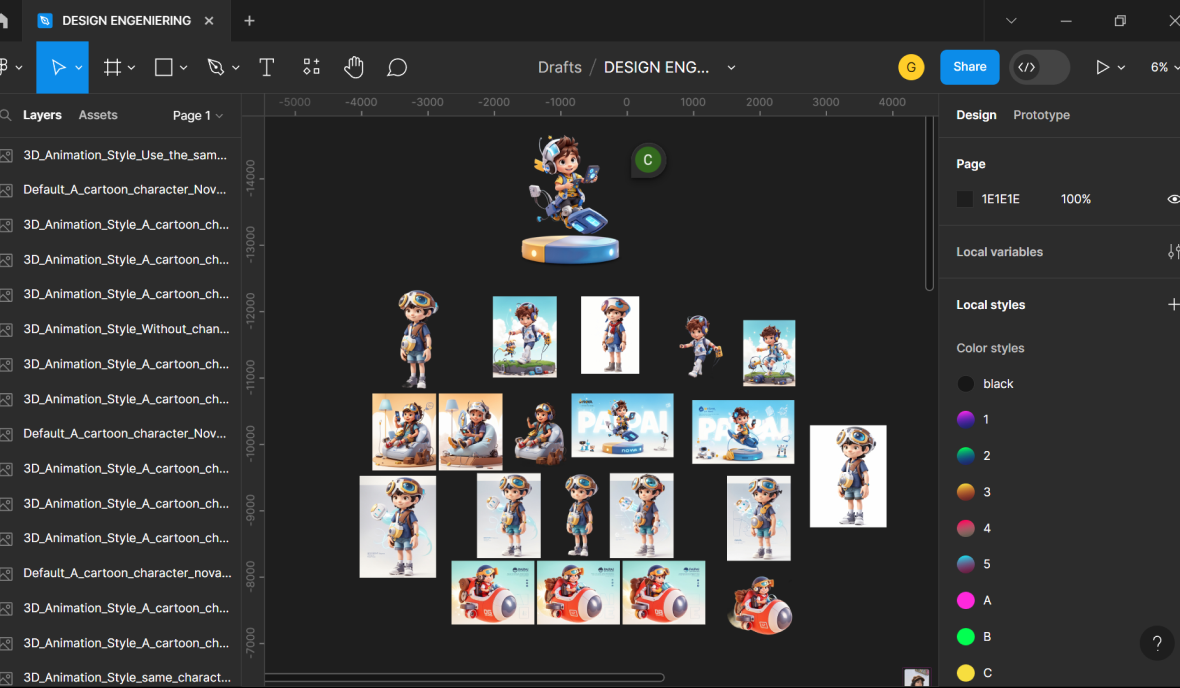 DESIGN ENGENIERING
Drafts / DESIGN ENG...
G
Share
6%
Layers
Assets
Page 1
-5000
-4000
-3000
-2000
-1000
0
1000
2000
3000
4000
Design
Prototype
3D_Animation_Style_Use_the_sam...
Default_A_cartoon_character_Nov...
3D_Animation_Style_A_cartoon_ch...
3D_Animation_Style_A_cartoon_ch...
3D_Animation_Style_A_cartoon_ch...
3D_Animation_Style_Without_chan...
3D_Animation_Style_A_cartoon_ch...
3D_Animation_Style_A_cartoon_ch...
Default_A_cartoon_character_Nov...
3D_Animation_Style_A_cartoon_ch...
3D_Animation_Style_A_cartoon_ch...
3D_Animation_Style_A_cartoon_ch...
Default_A_cartoon_character_nova...
3D_Animation_Style_A_cartoon_ch...
3D_Animation_Style_A_cartoon_ch...
3D_Animation_Style_same_charact...
-14000
-13000
-12000
-11000
-10000
-9000
-8000
-7000
C
Page
1E1E1E
100%
Local variables
Local styles
Color styles
black
1
2
3
4
5
A
B
C
?